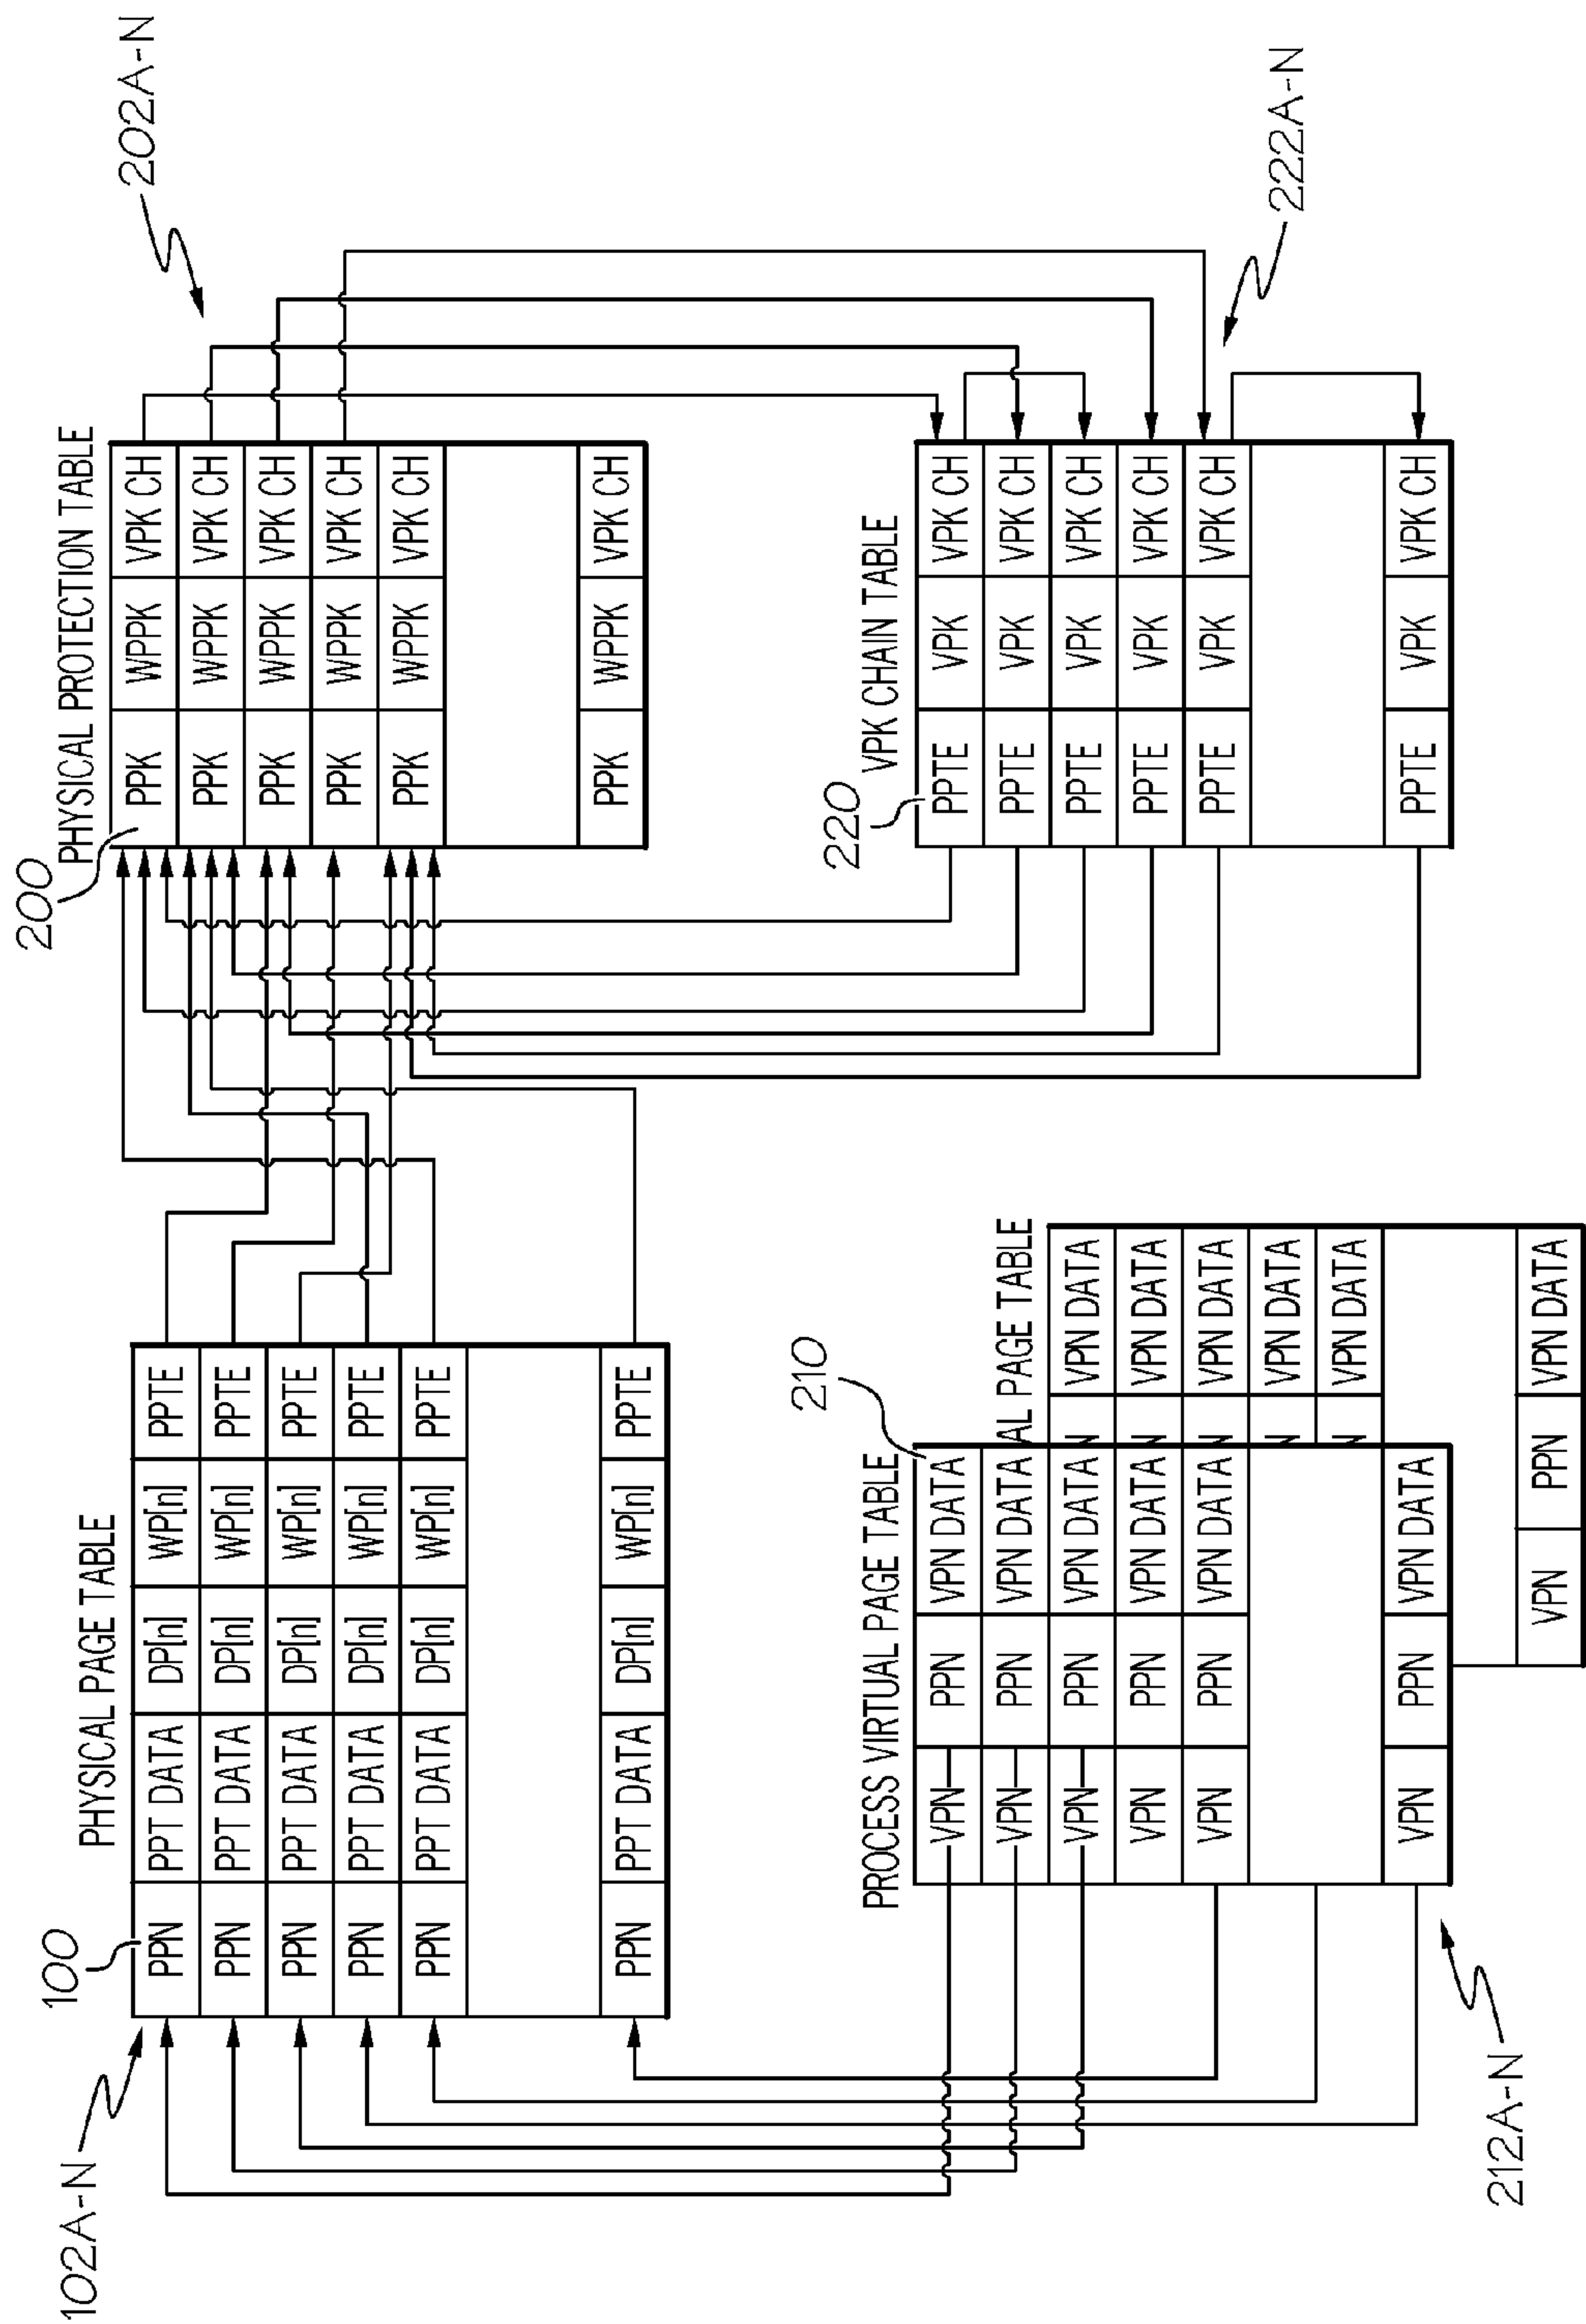 102A-N
100
PHYSICAL PAGE TABLE
PPN PPT DATA DP[n] WP[n] PPTE
PPN PPT DATA DP[n] WP[n] PPTE
PPN PPT DATA DP[n] WP[n] PPTE
PPN PPT DATA DP[n] WP[n] PPTE
PPN PPT DATA DP[n] WP[n] PPTE
PPN PPT DATA DP[n] WP[n] PPTE
200
PHYSICAL PROTECTION TABLE
202A-N
PPK WPPK VPK CH
PPK WPPK VPK CH
PPK WPPK VPK CH
PPK WPPK VPK CH
PPK WPPK VPK CH
PPK WPPK VPK CH
210
PROCESS VIRTUAL PAGE TABLE
VPN PPN VPN DATA
VPN PPN VPN DATA
VPN PPN VPN DATA
VPN PPN VPN DATA
VPN PPN VPN DATA
VPN PPN VPN DATA
212A-N
AL PAGE TABLE
N VPN DATA
N VPN DATA
N VPN DATA
N VPN DATA
N VPN DATA
VPN PPN VPN DATA
220
VPK CHAIN TABLE
222A-N
PPTE VPK VPK CH
PPTE VPK VPK CH
PPTE VPK VPK CH
PPTE VPK VPK CH
PPTE VPK VPK CH
PPTE VPK VPK CH